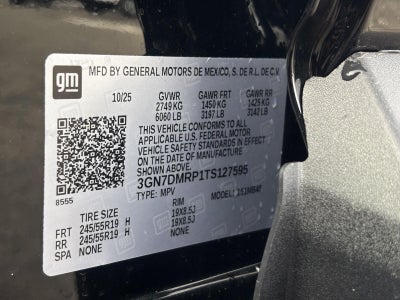 gm
MFD BY GENERAL MOTORS DE MEXICO, S. DE R.L. DE C.V.
10/25 GVWR GAWR FRT GAWR RR
2749 KG 1450 KG 1425 KG
6060 LB 3197 LB 3142 LB
THIS VEHICLE CONFORMS TO ALL
APPLICABLE U.S. FEDERAL MOTOR
VEHICLE SAFETY STANDARDS IN EFFECT
ON THE DATE OF MANUFACTURE
SHOWN ABOVE.
3GN7DMRP1TS127595
TYPE: MPV MODEL:
8555
TIRE SIZE RIM
FRT 245/55R19 H 19X8.5J
RR 245/55R19 H 19X8.5J
SPA NONE NONE